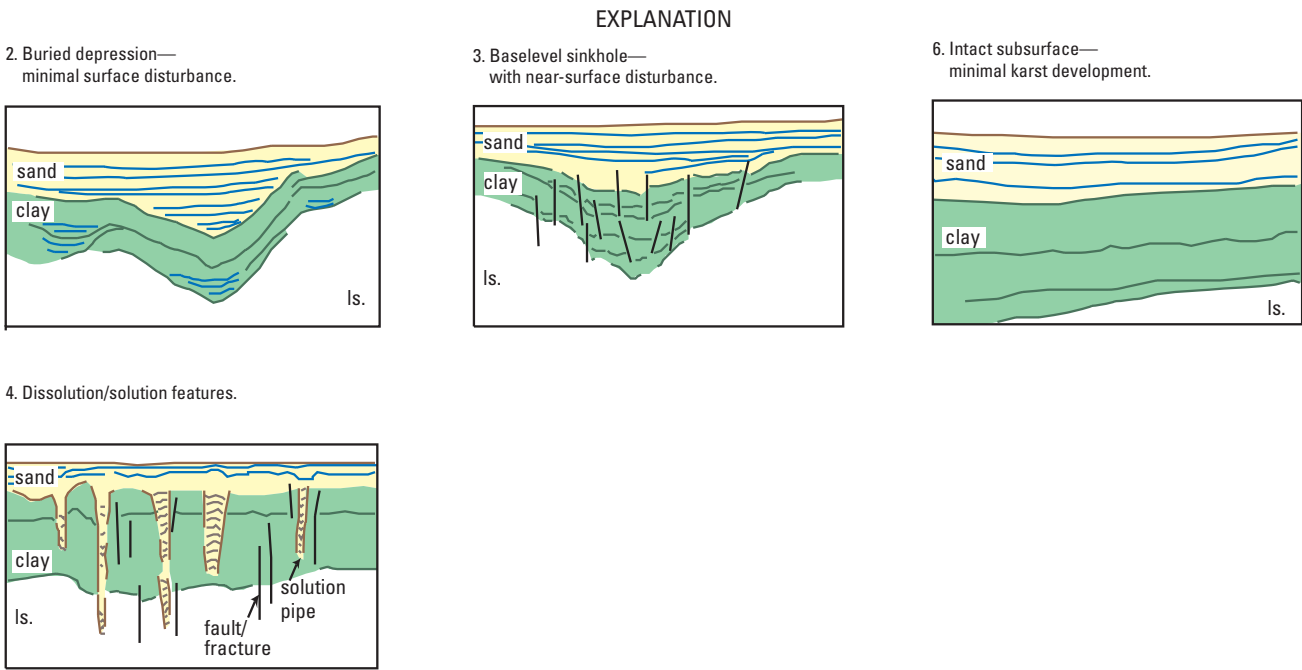 EXPLANATION
2. Buried depression—
minimal surface disturbance.
sand
clay
ls.
3. Baselevel sinkhole—
with near-surface disturbance.
sand
clay
ls.
6. Intact subsurface—
minimal karst development.
sand
clay
ls.
4. Dissolution/solution features.
sand
clay
ls.
fault/
fracture
solution
pipe